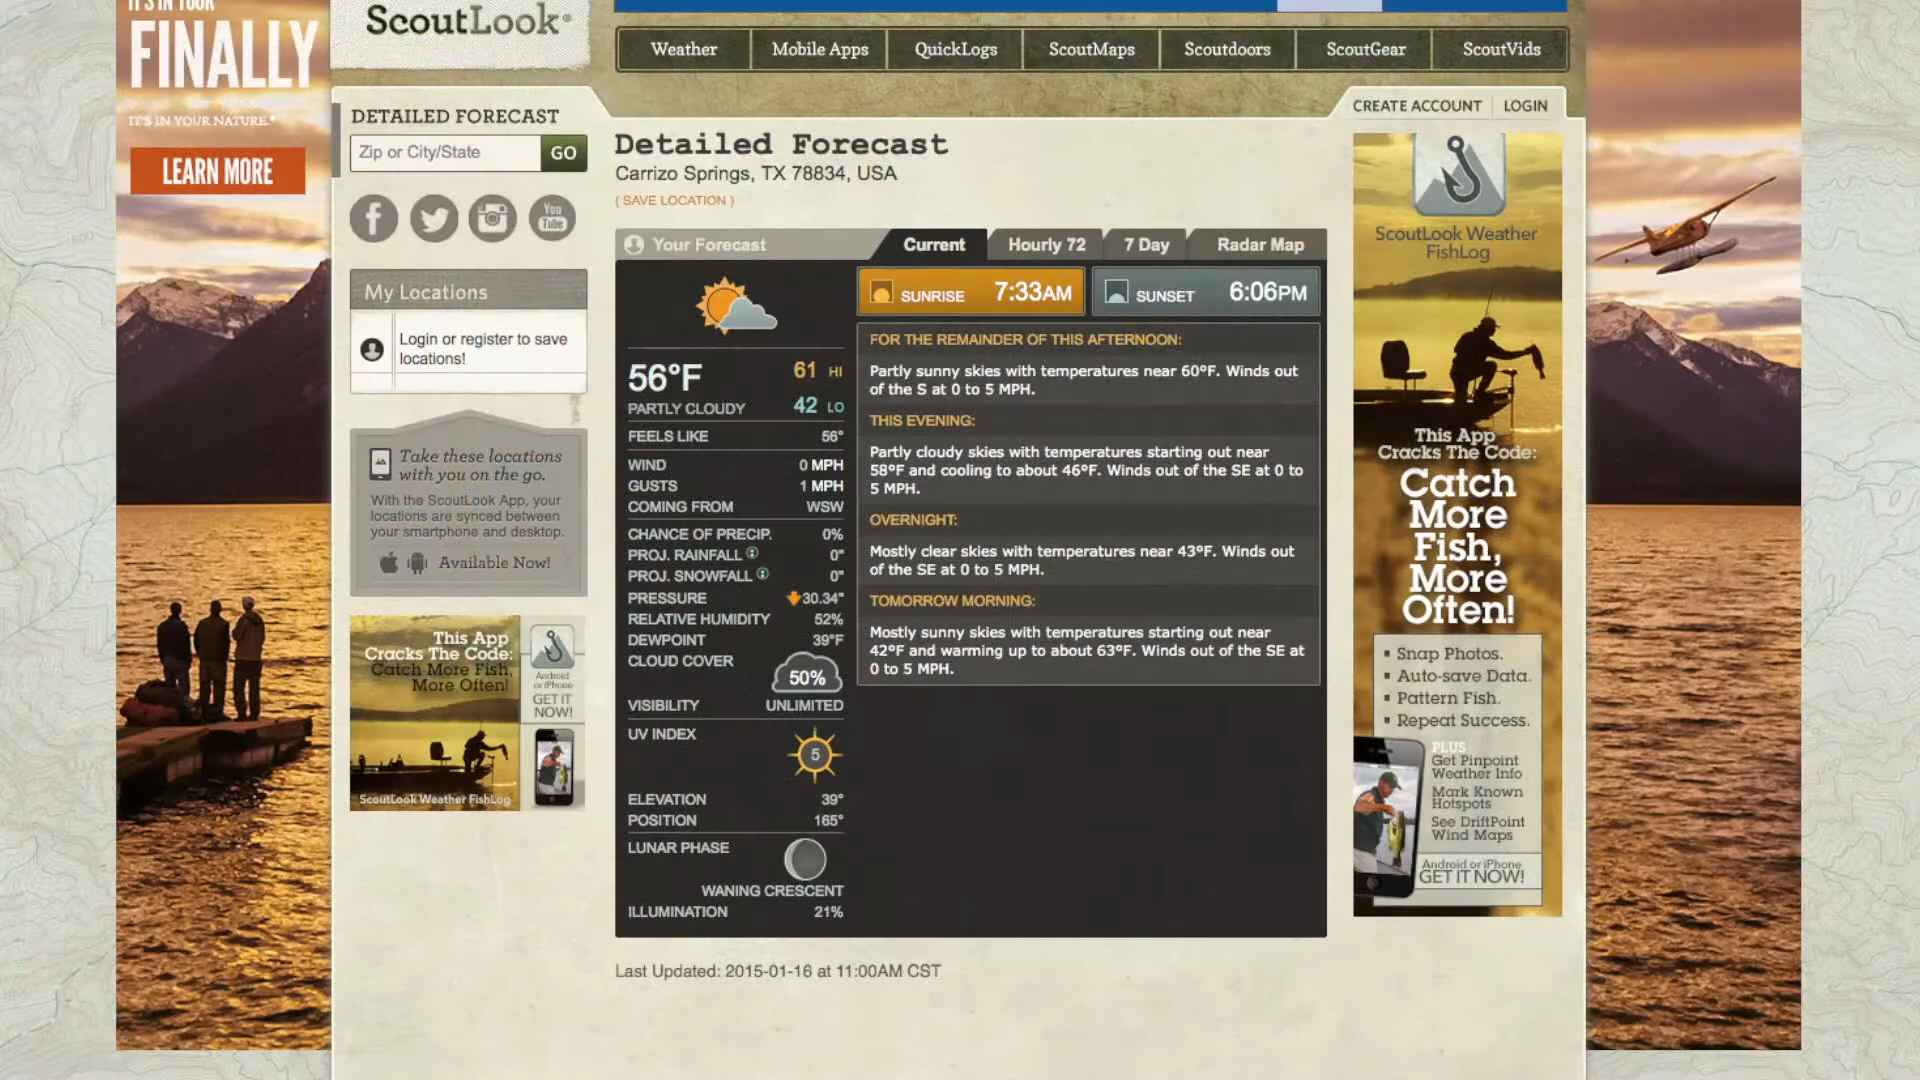 IT'S IN YOUR
FINALLY
IT'S IN YOUR NATURE.®
LEARN MORE
ScoutLook®
Weather
Mobile Apps
QuickLogs
ScoutMaps
Scoutdoors
ScoutGear
ScoutVids
CREATE ACCOUNT
LOGIN
DETAILED FORECAST
Zip or City/State
GO
You
Tube
My Locations
Login or register to save
locations!
Take these locations
with you on the go.
With the ScoutLook App, your
locations are synced between
your smartphone and desktop.
Available Now!
This App
Cracks The Code:
Catch More Fish,
More Often!
ScoutLook Weather FishLog
Android
or iPhone
GET IT
NOW!
Detailed Forecast
Carrizo Springs, TX 78834, USA
( SAVE LOCATION )
Your Forecast
Current
Hourly 72
7 Day
Radar Map
56°F
61 HI
PARTLY CLOUDY
42 LO
FEELS LIKE 56°
WIND 0 MPH
GUSTS 1 MPH
COMING FROM WSW
CHANCE OF PRECIP. 0%
PROJ. RAINFALL 0"
PROJ. SNOWFALL 0"
PRESSURE 30.34"
RELATIVE HUMIDITY 52%
DEWPOINT 39°F
CLOUD COVER
50%
VISIBILITY UNLIMITED
UV INDEX
5
ELEVATION 39°
POSITION 165°
LUNAR PHASE
WANING CRESCENT
ILLUMINATION 21%
SUNRISE 7:33AM
SUNSET 6:06PM
FOR THE REMAINDER OF THIS AFTERNOON:
Partly sunny skies with temperatures near 60°F. Winds out
of the S at 0 to 5 MPH.
THIS EVENING:
Partly cloudy skies with temperatures starting out near
58°F and cooling to about 46°F. Winds out of the SE at 0 to
5 MPH.
OVERNIGHT:
Mostly clear skies with temperatures near 43°F. Winds out
of the SE at 0 to 5 MPH.
TOMORROW MORNING:
Mostly sunny skies with temperatures starting out near
42°F and warming up to about 63°F. Winds out of the SE at
0 to 5 MPH.
Last Updated: 2015-01-16 at 11:00AM CST
ScoutLook Weather
FishLog
This App
Cracks The Code:
Catch
More
Fish,
More
Often!
▪ Snap Photos.
▪ Auto-save Data.
▪ Pattern Fish.
▪ Repeat Success.
PLUS
Get Pinpoint
Weather Info
Mark Known
Hotspots
See DriftPoint
Wind Maps
Android or iPhone
GET IT NOW!